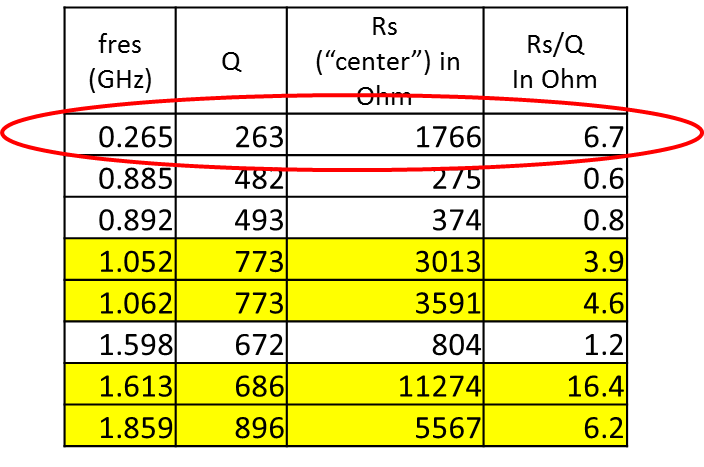 fres (GHz) Q Rs (“center”) in Ohm Rs/Q In Ohm
0.265 263 1766 6.7
0.885 482 275 0.6
0.892 493 374 0.8
1.052 773 3013 3.9
1.062 773 3591 4.6
1.598 672 804 1.2
1.613 686 11274 16.4
1.859 896 5567 6.2